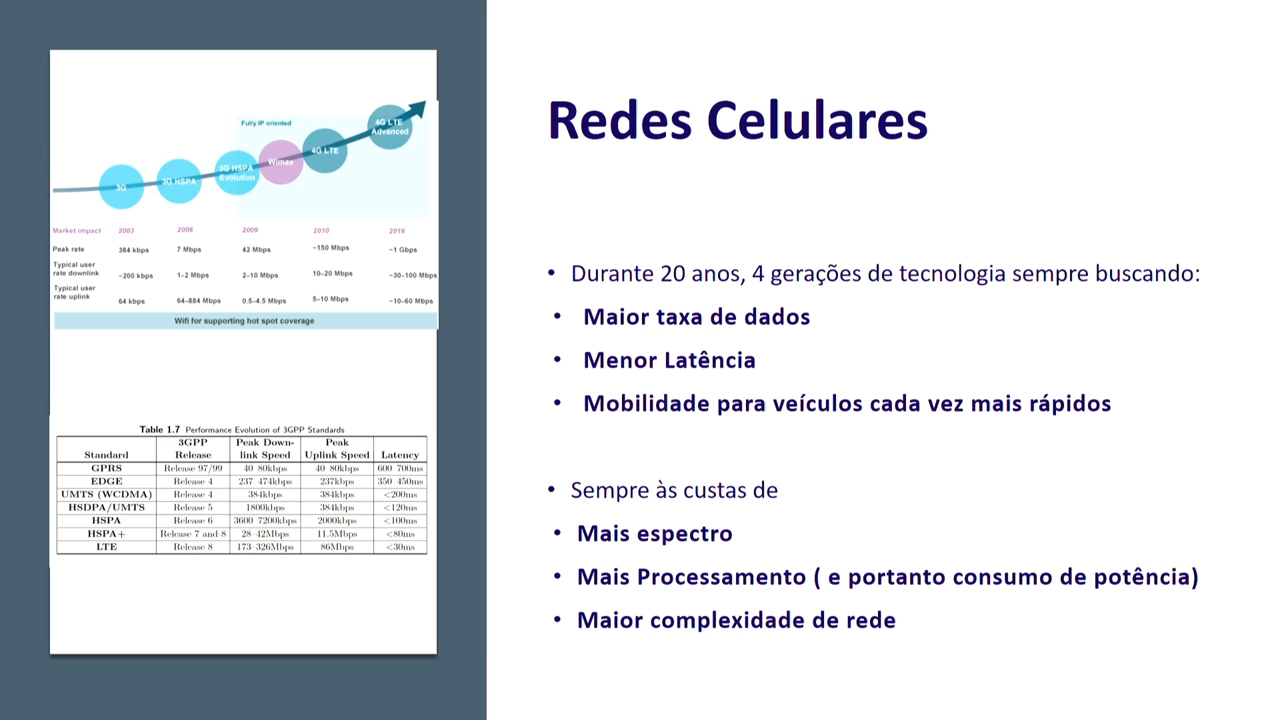 Redes Celulares
• Durante 20 anos, 4 gerações de tecnologia sempre buscando:
• Maior taxa de dados
• Menor Latência
• Mobilidade para veículos cada vez mais rápidos
• Sempre às custas de
• Mais espectro
• Mais Processamento ( e portanto consumo de potência)
• Maior complexidade de rede
Fully IP oriented
3G
3G HSPA
3G HSPA
Evolution
Wimax
4G LTE
4G LTE
Advanced
Market impact 2003 2006 2009 2010 2016
Peak rate 384 kbps 7 Mbps 42 Mbps ~150 Mbps ~1 Gbps
Typical user
rate downlink ~200 kbps 1–2 Mbps 2–10 Mbps 10–20 Mbps ~30–100 Mbps
Typical user
rate uplink 64 kbps 64–884 Mbps 0.5–4.5 Mbps 5–10 Mbps ~10–60 Mbps
Wifi for supporting hot spot coverage
Table 1.7 Performance Evolution of 3GPP Standards
Standard 3GPP Release Peak Down-link Speed Peak Uplink Speed Latency
GPRS Release 97/99 40 80kbps 40 80kbps 600 700ms
EDGE Release 4 237 474kbps 237kbps 350 450ms
UMTS (WCDMA) Release 4 384kbps 384kbps <200ms
HSDPA/UMTS Release 5 1800kbps 384kbps <120ms
HSPA Release 6 3600 7200kbps 2000kbps <100ms
HSPA+ Release 7 and 8 28 42Mbps 11.5Mbps <80ms
LTE Release 8 173 326Mbps 86Mbps <30ms